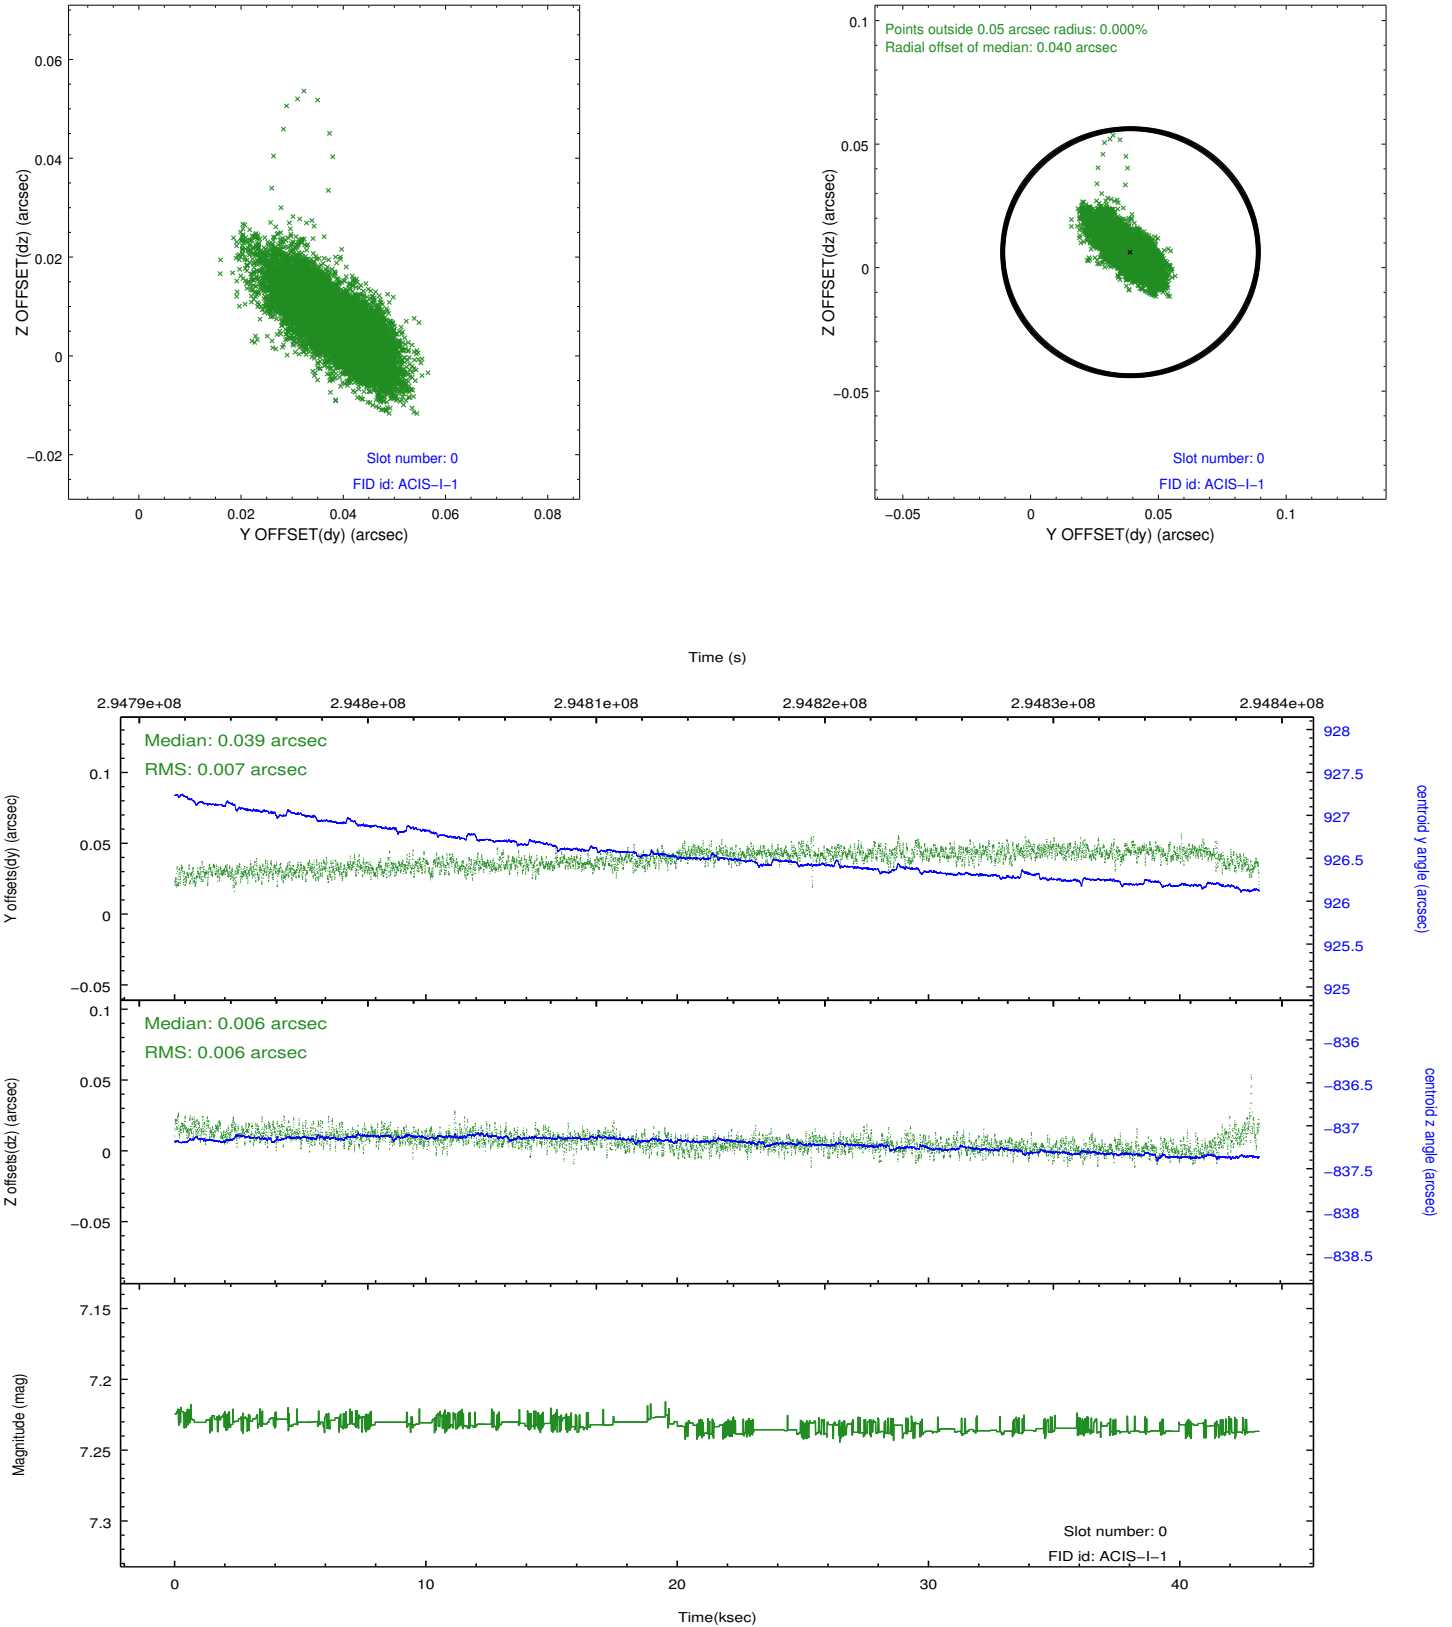 0.06
0.04
0.02
0
−0.02
Z OFFSET(dz) (arcsec)
Slot number: 0
FID id: ACIS−I−1
0 0.02 0.04 0.06 0.08
Y OFFSET(dy) (arcsec)
Points outside 0.05 arcsec radius: 0.000%
Radial offset of median: 0.040 arcsec
0.1
0.05
0
−0.05
Z OFFSET(dz) (arcsec)
Slot number: 0
FID id: ACIS−I−1
−0.05 0 0.05 0.1
Y OFFSET(dy) (arcsec)
Time (s)
2.9479e+08 2.948e+08 2.9481e+08 2.9482e+08 2.9483e+08 2.9484e+08
Median: 0.039 arcsec
RMS: 0.007 arcsec
0.1
0.05
0
−0.05
Y offsets(dy) (arcsec)
928
927.5
927
926.5
926
925.5
925
centroid y angle (arcsec)
Median: 0.006 arcsec
RMS: 0.006 arcsec
0.1
0.05
0
−0.05
Z offsets(dz) (arcsec)
−836
−836.5
−837
−837.5
−838
−838.5
centroid z angle (arcsec)
7.15
7.2
7.25
7.3
Magnitude (mag)
Slot number: 0
FID id: ACIS−I−1
0 10 20 30 40
Time(ksec)